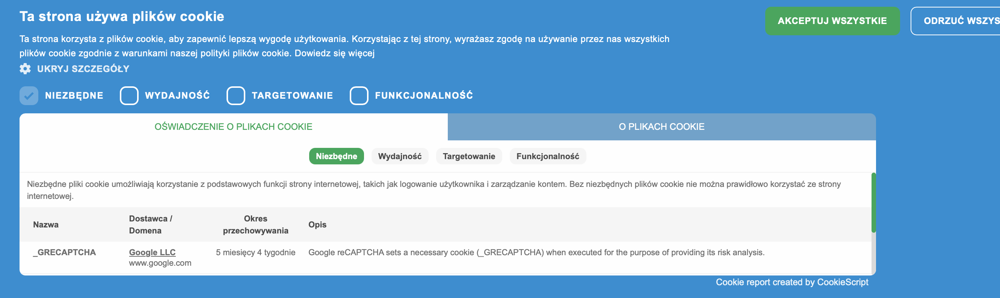 Ta strona używa plików cookie
AKCEPTUJ WSZYSTKIE
ODRZUĆ WSZYS
Ta strona korzysta z plików cookie, aby zapewnić lepszą wygodę użytkowania. Korzystając z tej strony, wyrażasz zgodę na używanie przez nas wszystkich
plików cookie zgodnie z warunkami naszej polityki plików cookie. Dowiedz się więcej
UKRYJ SZCZEGÓŁY
NIEZBĘDNE WYDAJNOŚĆ TARGETOWANIE FUNKCJONALNOŚĆ
OŚWIADCZENIE O PLIKACH COOKIE
O PLIKACH COOKIE
Niezbędne Wydajność Targetowanie Funkcjonalność
Niezbędne pliki cookie umożliwiają korzystanie z podstawowych funkcji strony internetowej, takich jak logowanie użytkownika i zarządzanie kontem. Bez niezbędnych plików cookie nie można prawidłowo korzystać ze strony
internetowej.
Nazwa
Dostawca /
Domena
Okres
przechowywania
Opis
_GRECAPTCHA
Google LLC
www.google.com
5 miesięcy 4 tygodnie
Google reCAPTCHA sets a necessary cookie (_GRECAPTCHA) when executed for the purpose of providing its risk analysis.
Cookie report created by CookieScript